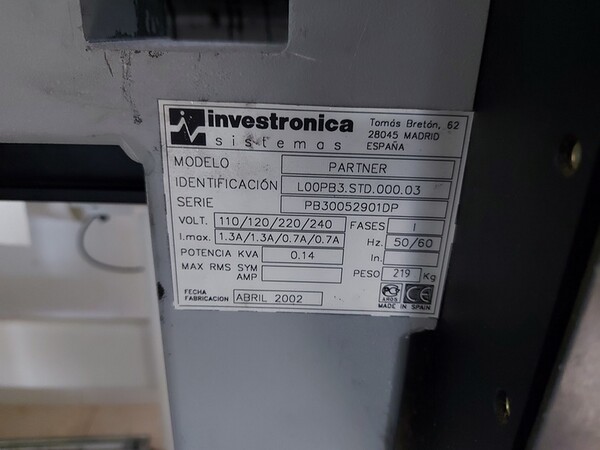 investronica
sistemas
Tomás Bretón, 62
28045 MADRID
ESPAÑA
MODELO PARTNER
IDENTIFICACIÓN L00PB3.STD.000.03
SERIE PB30052901DP
VOLT. 110/120/220/240 FASES I
I.max. 1.3A/1.3A/0.7A/0.7A Hz. 50/60
POTENCIA KVA 0.14 In.
MAX RMS SYM AMP PESO 219 Kg
FECHA FABRICACION ABRIL 2002
CE
MADE IN SPAIN